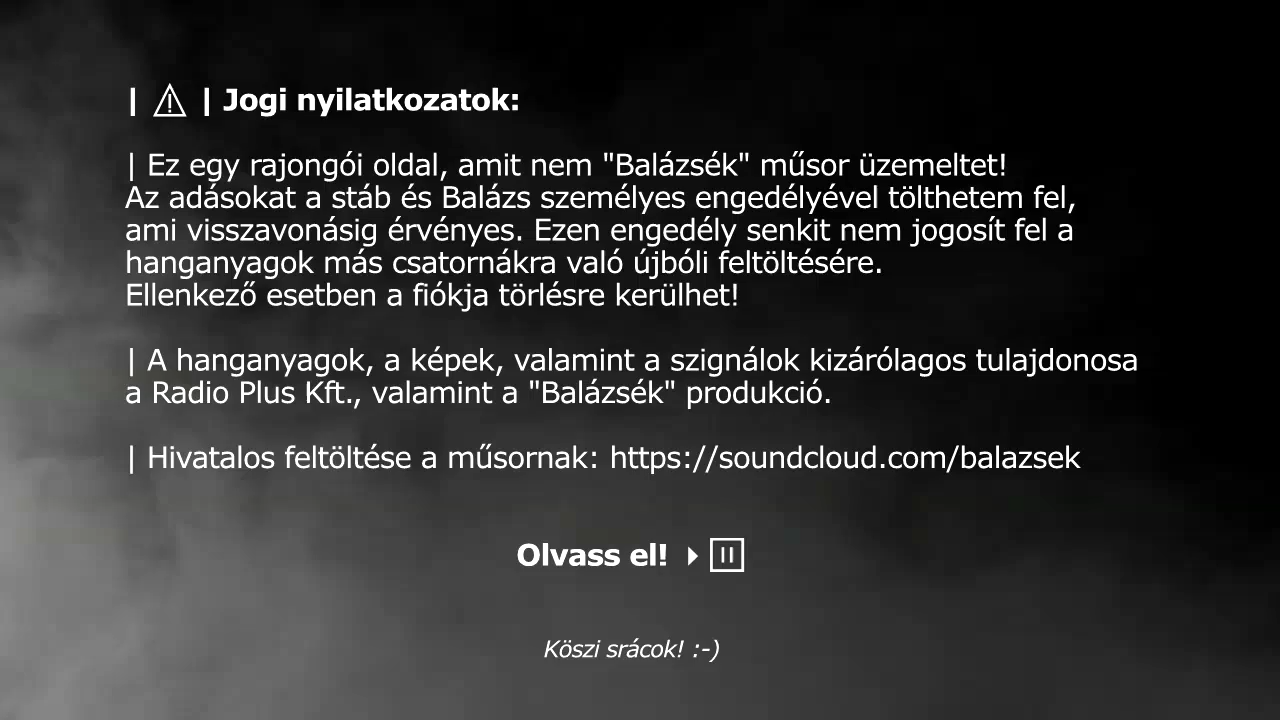 | ⚠ | Jogi nyilatkozatok:
| Ez egy rajongói oldal, amit nem "Balázsék" műsor üzemeltet!
Az adásokat a stáb és Balázs személyes engedélyével tölthetem fel,
ami visszavonásig érvényes. Ezen engedély senkit nem jogosít fel a
hanganyagok más csatornákra való újbóli feltöltésére.
Ellenkező esetben a fiókja törlésre kerülhet!
| A hanganyagok, a képek, valamint a szignálok kizárólagos tulajdonosa
a Radio Plus Kft., valamint a "Balázsék" produkció.
| Hivatalos feltöltése a műsornak: https://soundcloud.com/balazsek
Olvass el!
Köszi srácok! :-)